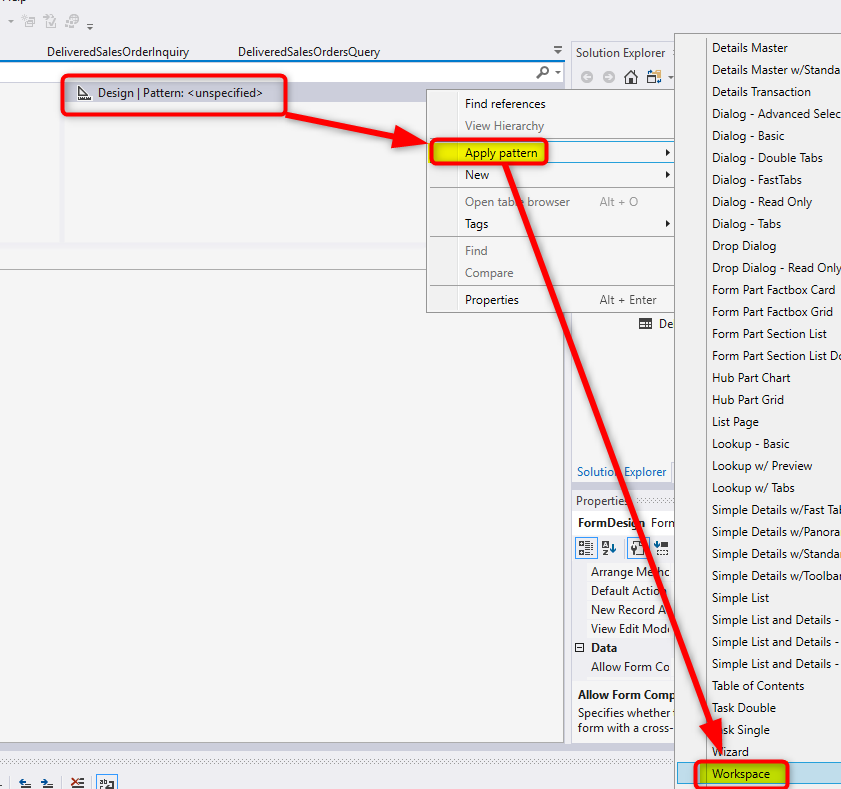 Help
DeliveredSalesOrderInquiry
DeliveredSalesOrdersQuery
Design | Pattern: <unspecified>
Find references
View Hierarchy
Apply pattern
New
Open table browser Alt + O
Tags
Find
Compare
Properties Alt + Enter
Solution Explorer
De
Solution Explorer
Properties
FormDesign Form
Arrange Metho
Default Action
New Record A
View Edit Mode
Data
Allow Form Co
Allow Form Comp
Specifies whether
form with a cross-
Details Master
Details Master w/Standa
Details Transaction
Dialog - Advanced Selec
Dialog - Basic
Dialog - Double Tabs
Dialog - FastTabs
Dialog - Read Only
Dialog - Tabs
Drop Dialog
Drop Dialog - Read Only
Form Part Factbox Card
Form Part Factbox Grid
Form Part Section List
Form Part Section List Do
Hub Part Chart
Hub Part Grid
List Page
Lookup - Basic
Lookup w/ Preview
Lookup w/ Tabs
Simple Details w/Fast Tab
Simple Details w/Panora
Simple Details w/Standa
Simple Details w/Toolbar
Simple List
Simple List and Details -
Simple List and Details -
Simple List and Details -
Table of Contents
Task Double
Task Single
Wizard
Workspace